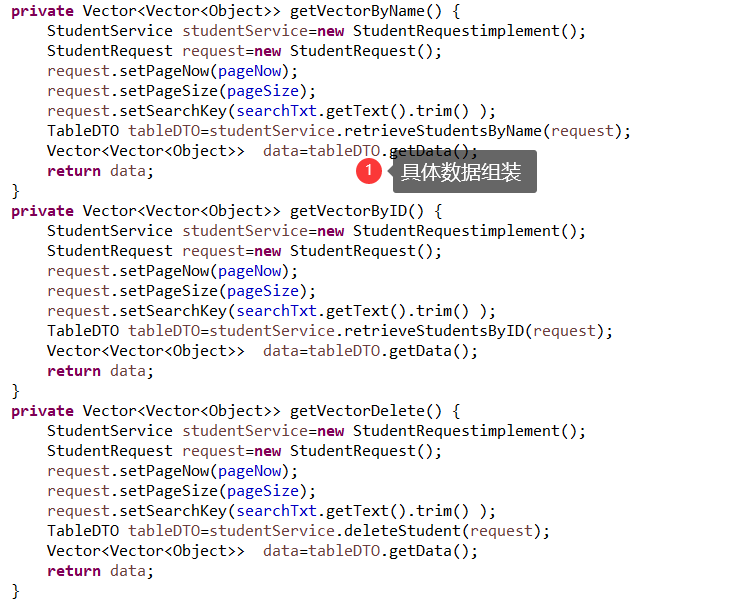 private Vector<Vector<Object>> getVectorByName() {
    StudentService studentService=new StudentRequestimplement();
    StudentRequest request=new StudentRequest();
    request.setPageNow(pageNow);
    request.setPageSize(pageSize);
    request.setSearchKey(searchTxt.getText().trim() );
    TableDTO tableDTO=studentService.retrieveStudentsByName(request);
    Vector<Vector<Object>>  data=tableDTO.getData();
    return data;
1 具体数据组装
}
private Vector<Vector<Object>> getVectorByID() {
    StudentService studentService=new StudentRequestimplement();
    StudentRequest request=new StudentRequest();
    request.setPageNow(pageNow);
    request.setPageSize(pageSize);
    request.setSearchKey(searchTxt.getText().trim() );
    TableDTO tableDTO=studentService.retrieveStudentsByID(request);
    Vector<Vector<Object>>  data=tableDTO.getData();
    return data;
}
private Vector<Vector<Object>> getVectorDelete() {
    StudentService studentService=new StudentRequestimplement();
    StudentRequest request=new StudentRequest();
    request.setPageNow(pageNow);
    request.setPageSize(pageSize);
    request.setSearchKey(searchTxt.getText().trim() );
    TableDTO tableDTO=studentService.deleteStudent(request);
    Vector<Vector<Object>>  data=tableDTO.getData();
    return data;
}